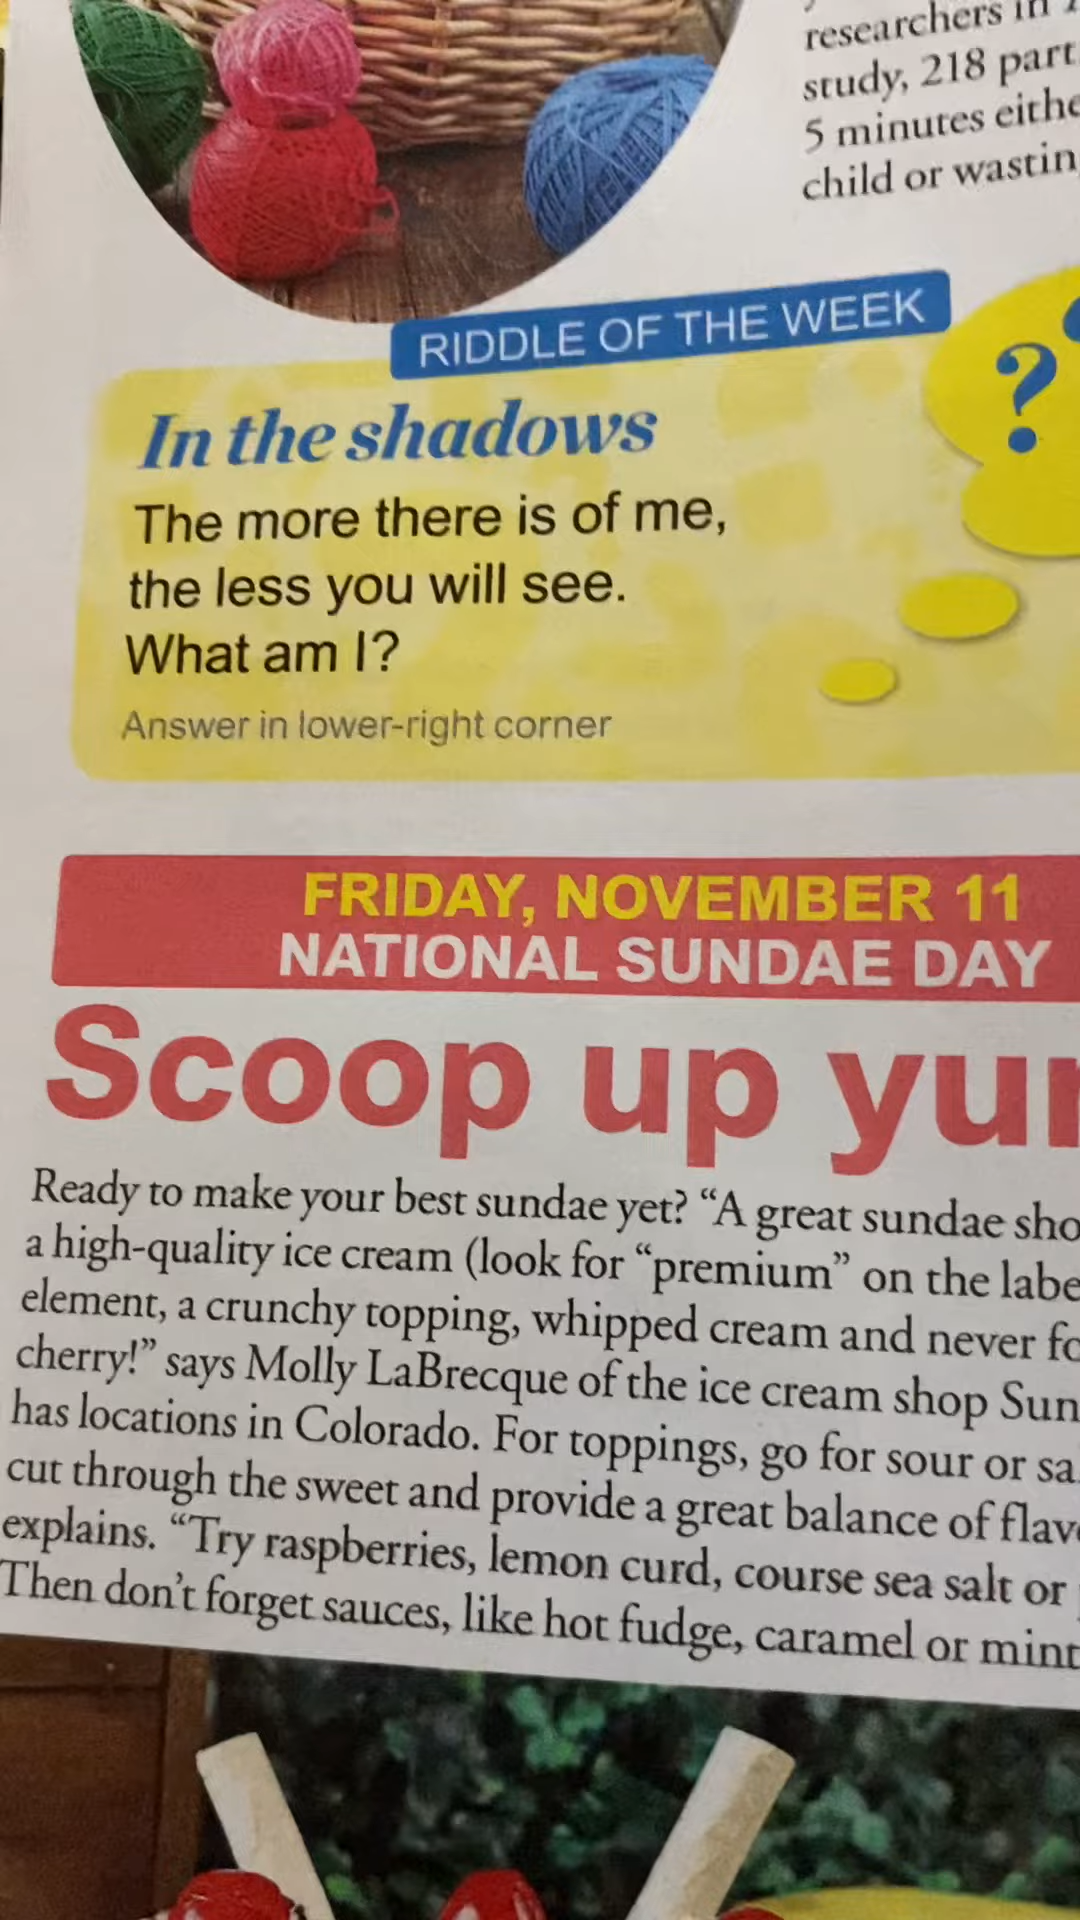 researchers in
study, 218 part
5 minutes eithe
child or wastin
RIDDLE OF THE WEEK
In the shadows
The more there is of me,
the less you will see.
What am I?
Answer in lower-right corner
?
FRIDAY, NOVEMBER 11
NATIONAL SUNDAE DAY
Scoop up yu
Ready to make your best sundae yet? “A great sundae sho
a high-quality ice cream (look for “premium” on the labe
element, a crunchy topping, whipped cream and never fo
cherry!” says Molly LaBrecque of the ice cream shop Sun
has locations in Colorado. For toppings, go for sour or sa
cut through the sweet and provide a great balance of flav
explains. “Try raspberries, lemon curd, course sea salt or
Then don’t forget sauces, like hot fudge, caramel or mint